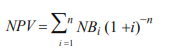 NPV = ∑ⁿᵢ₌₁ NBᵢ (1 + i)⁻ⁿ